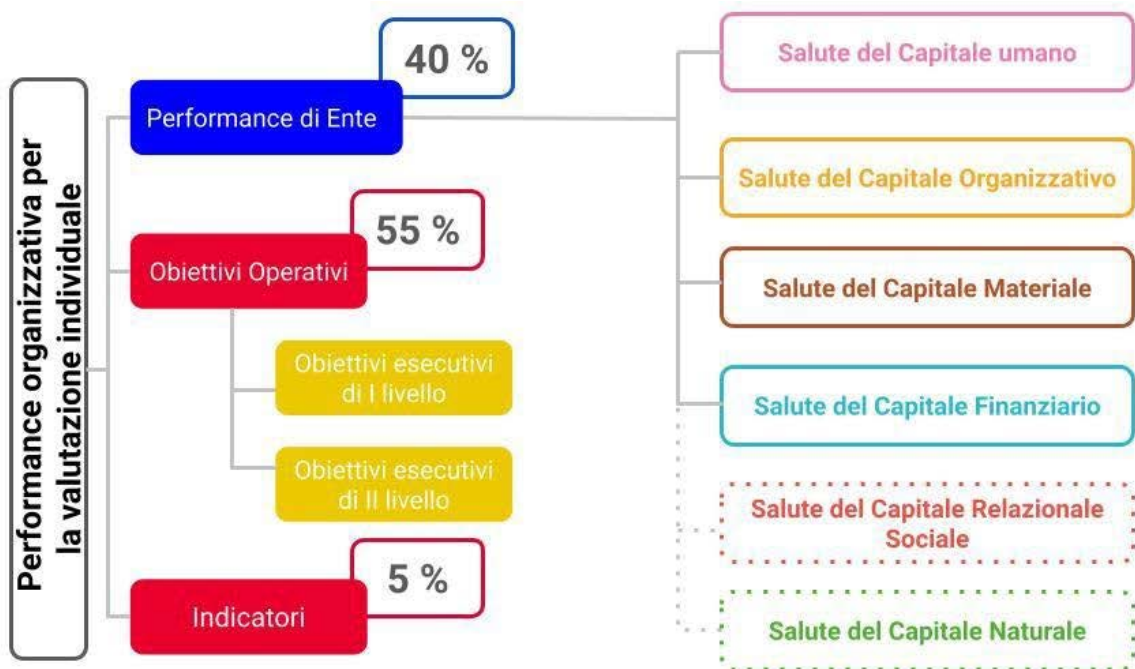 Performance organizzativa per
la valutazione individuale
40 %
Performance di Ente
55 %
Obiettivi Operativi
Obiettivi esecutivi
di I livello
Obiettivi esecutivi
di II livello
5 %
Indicatori
Salute del Capitale umano
Salute del Capitale Organizzativo
Salute del Capitale Materiale
Salute del Capitale Finanziario
Salute del Capitale Relazionale
Sociale
Salute del Capitale Naturale